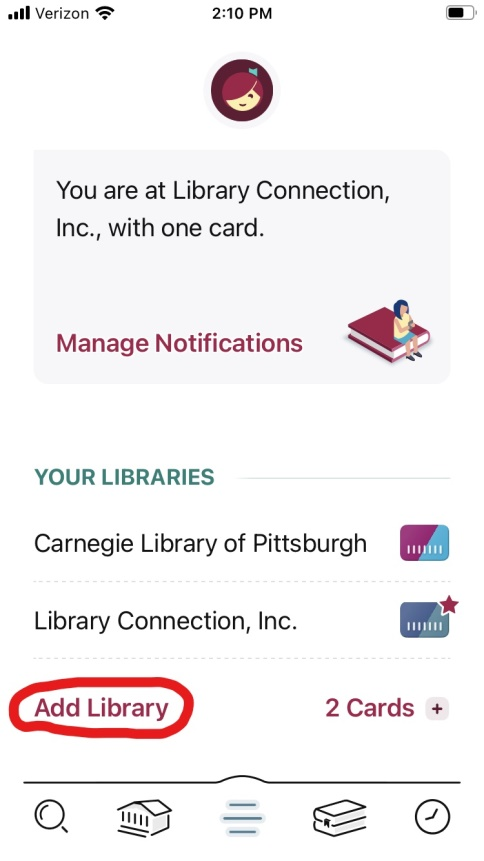 Verizon 2:10 PM
You are at Library Connection,
Inc., with one card.
Manage Notifications
YOUR LIBRARIES
Carnegie Library of Pittsburgh
Library Connection, Inc.
Add Library 2 Cards +